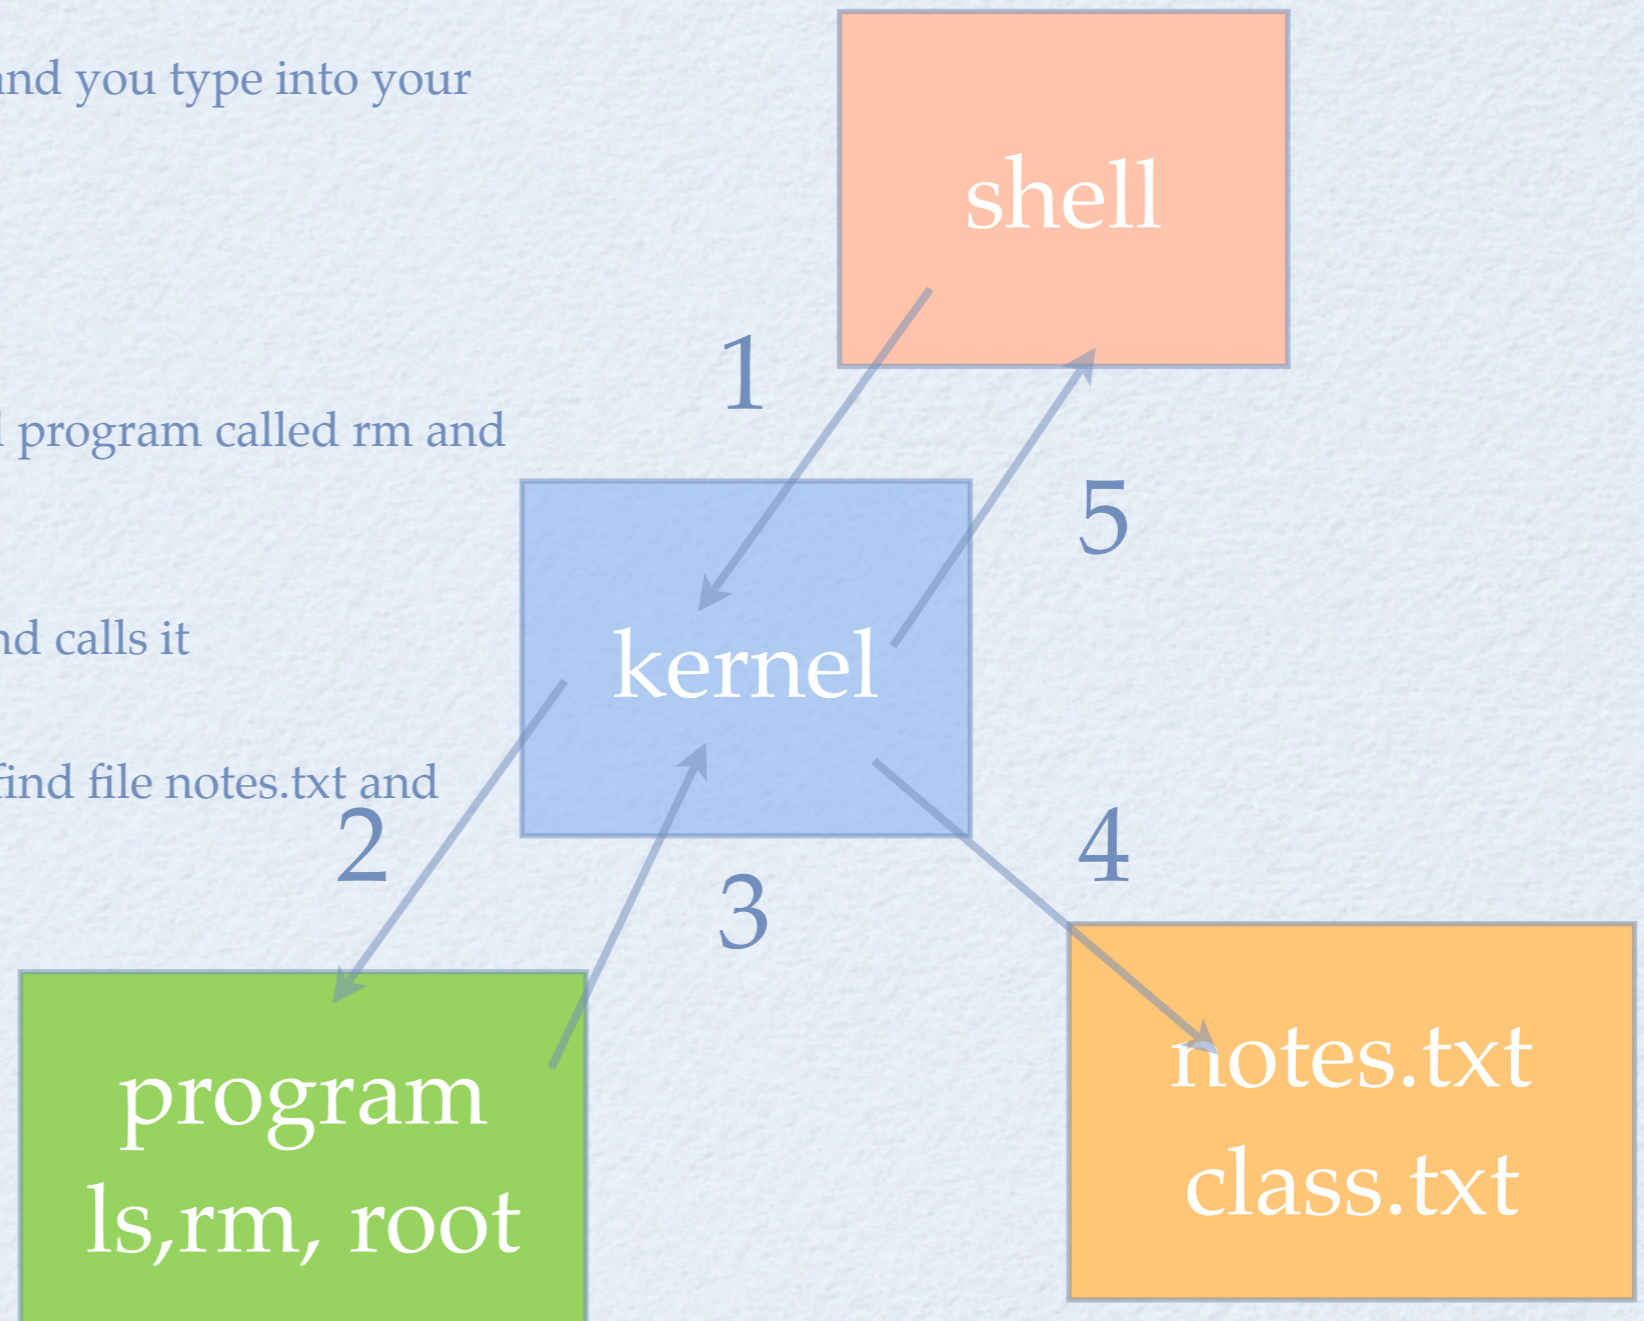 and you type into your
shell
1
program called rm and
5
nd calls it
kernel
find file notes.txt and
2
4
3
program
ls,rm, root
notes.txt
class.txt